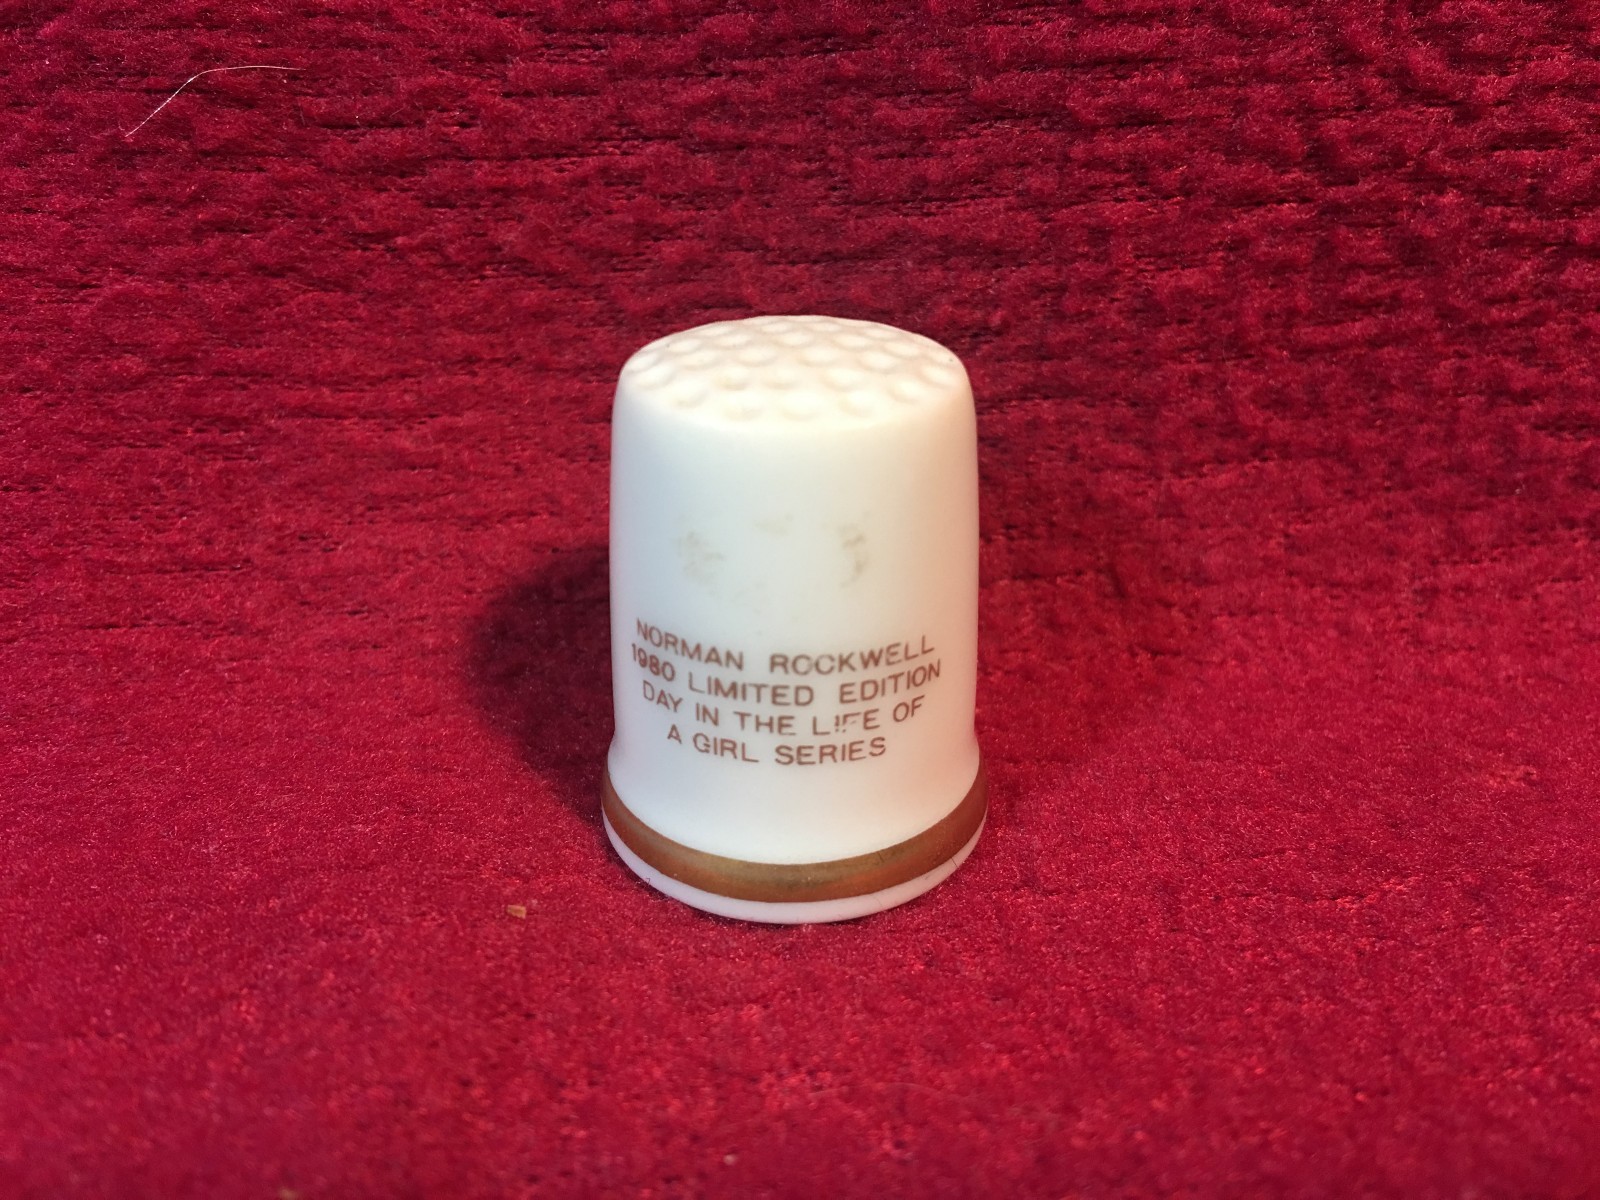 NORMAN ROCKWELL
1980 LIMITED EDITION
DAY IN THE LIFE OF
A GIRL SERIES